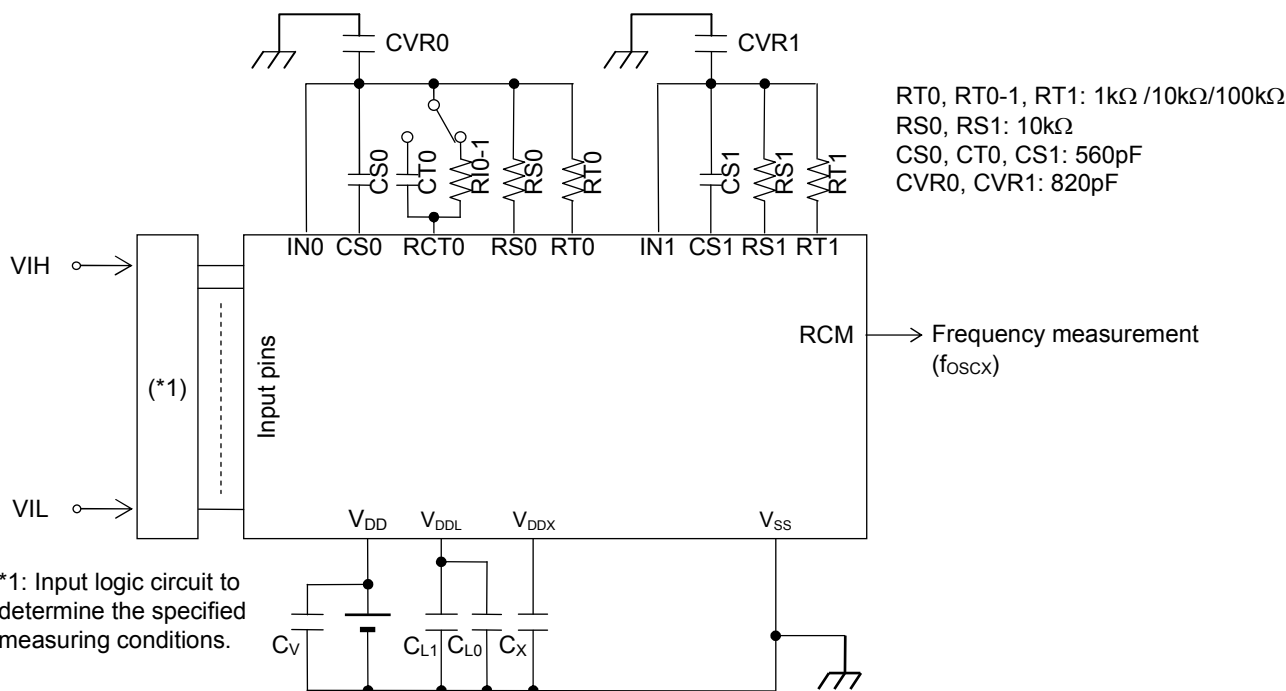 CVR0
CVR1
RT0, RT0-1, RT1: 1kΩ /10kΩ/100kΩ
RS0, RS1: 10kΩ
CS0, CT0, CS1: 560pF
CVR0, CVR1: 820pF
CS0
CT0
RI0-1
RS0
RT0
CS1
RS1
RT1
IN0 CS0 RCT0 RS0 RT0
IN1 CS1 RS1 RT1
VIH
VIL
(*1)
Input pins
RCM
Frequency measurement
(fOSCX)
VDD VDDL VDDX VSS
*1: Input logic circuit to
determine the specified
measuring conditions.
CV
CL1 CL0 CX